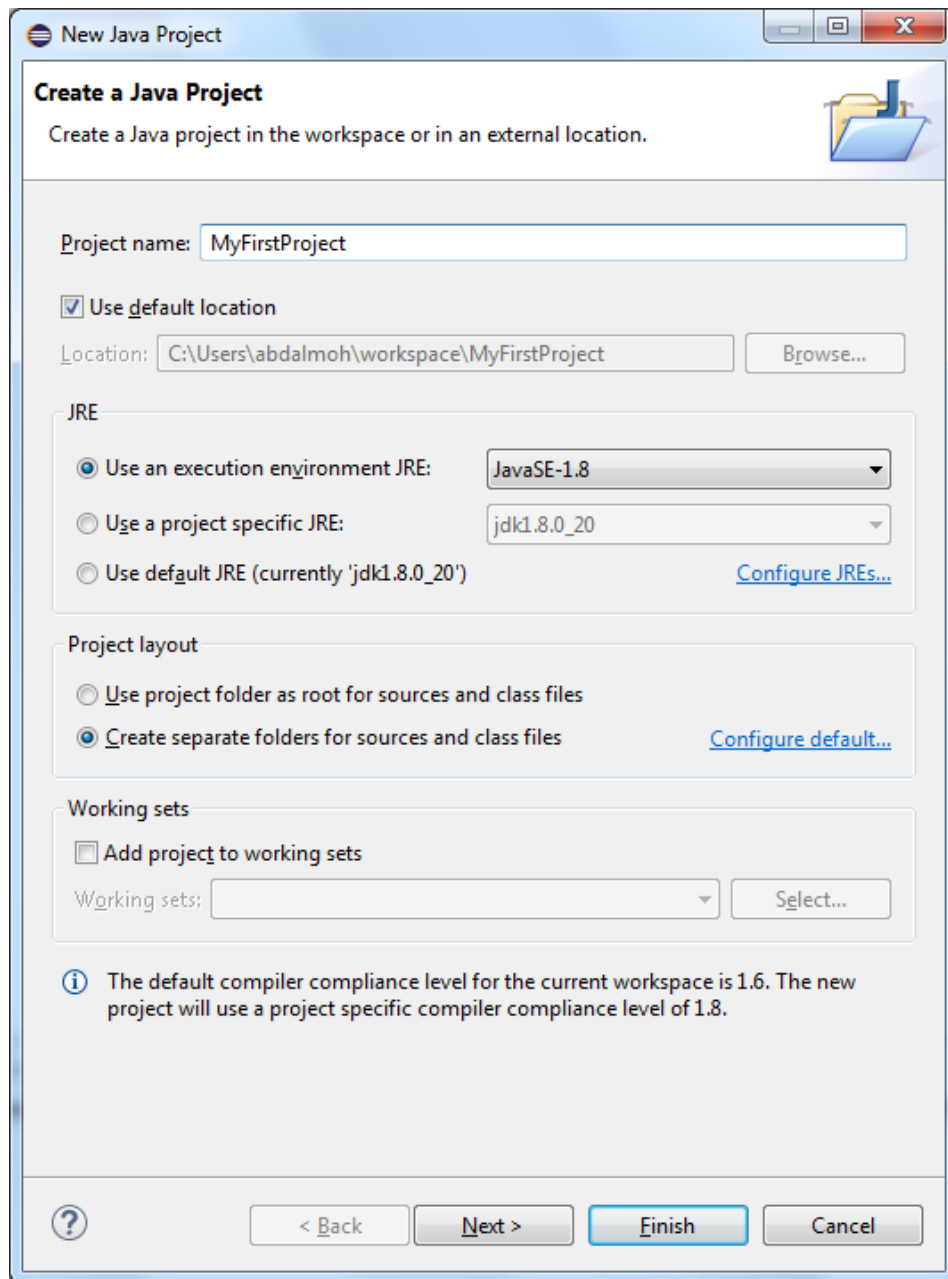 New Java Project
Create a Java Project
Create a Java project in the workspace or in an external location.
Project name: MyFirstProject
Use default location
Location: C:\Users\abdalmoh\workspace\MyFirstProject Browse...
JRE
Use an execution environment JRE: JavaSE-1.8
Use a project specific JRE: jdk1.8.0_20
Use default JRE (currently 'jdk1.8.0_20') Configure JREs...
Project layout
Use project folder as root for sources and class files
Create separate folders for sources and class files Configure default...
Working sets
Add project to working sets
Working sets: Select...
The default compiler compliance level for the current workspace is 1.6. The new
project will use a project specific compiler compliance level of 1.8.
? < Back Next > Finish Cancel